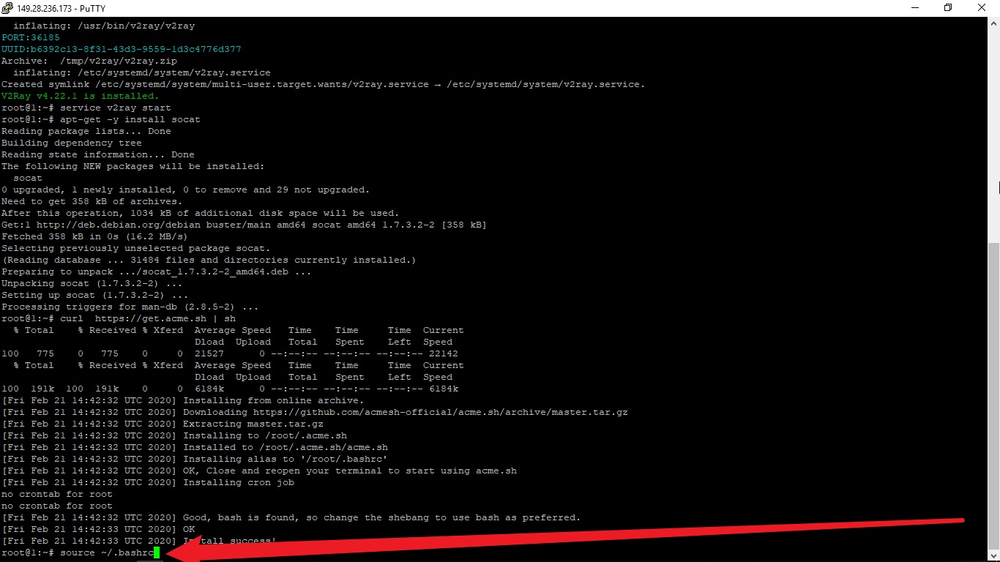 149.28.236.173 - PuTTY
inflating: /usr/bin/v2ray/v2ray
PORT:36185
UUID:b6392c13-8f31-43d3-9559-1d3c4776d377
Archive:  /tmp/v2ray/v2ray.zip
inflating: /etc/systemd/system/v2ray.service
Created symlink /etc/systemd/system/multi-user.target.wants/v2ray.service → /etc/systemd/system/v2ray.service.
V2Ray v4.22.1 is installed.
root@1:~# service v2ray start
root@1:~# apt-get -y install socat
Reading package lists... Done
Building dependency tree
Reading state information... Done
The following NEW packages will be installed:
socat
0 upgraded, 1 newly installed, 0 to remove and 29 not upgraded.
Need to get 358 kB of archives.
After this operation, 1034 kB of additional disk space will be used.
Get:1 http://deb.debian.org/debian buster/main amd64 socat amd64 1.7.3.2-2 [358 kB]
Fetched 358 kB in 0s (16.2 MB/s)
Selecting previously unselected package socat.
(Reading database ... 31484 files and directories currently installed.)
Preparing to unpack .../socat_1.7.3.2-2_amd64.deb ...
Unpacking socat (1.7.3.2-2) ...
Setting up socat (1.7.3.2-2) ...
Processing triggers for man-db (2.8.5-2) ...
root@1:~# curl  https://get.acme.sh | sh
% Total    % Received % Xferd  Average Speed   Time    Time     Time  Current
Dload  Upload   Total   Spent    Left  Speed
100   775    0   775    0     0  21527      0 --:--:-- --:--:-- --:--:-- 22142
% Total    % Received % Xferd  Average Speed   Time    Time     Time  Current
Dload  Upload   Total   Spent    Left  Speed
100  191k  100  191k    0     0  6184k      0 --:--:-- --:--:-- --:--:-- 6184k
[Fri Feb 21 14:42:32 UTC 2020] Installing from online archive.
[Fri Feb 21 14:42:32 UTC 2020] Downloading https://github.com/acmesh-official/acme.sh/archive/master.tar.gz
[Fri Feb 21 14:42:32 UTC 2020] Extracting master.tar.gz
[Fri Feb 21 14:42:32 UTC 2020] Installing to /root/.acme.sh
[Fri Feb 21 14:42:32 UTC 2020] Installed to /root/.acme.sh/acme.sh
[Fri Feb 21 14:42:32 UTC 2020] Installing alias to '/root/.bashrc'
[Fri Feb 21 14:42:32 UTC 2020] OK, Close and reopen your terminal to start using acme.sh
[Fri Feb 21 14:42:32 UTC 2020] Installing cron job
no crontab for root
no crontab for root
[Fri Feb 21 14:42:32 UTC 2020] Good, bash is found, so change the shebang to use bash as preferred.
[Fri Feb 21 14:42:33 UTC 2020] OK
[Fri Feb 21 14:42:33 UTC 2020] Install success!
root@1:~# source ~/.bashrc